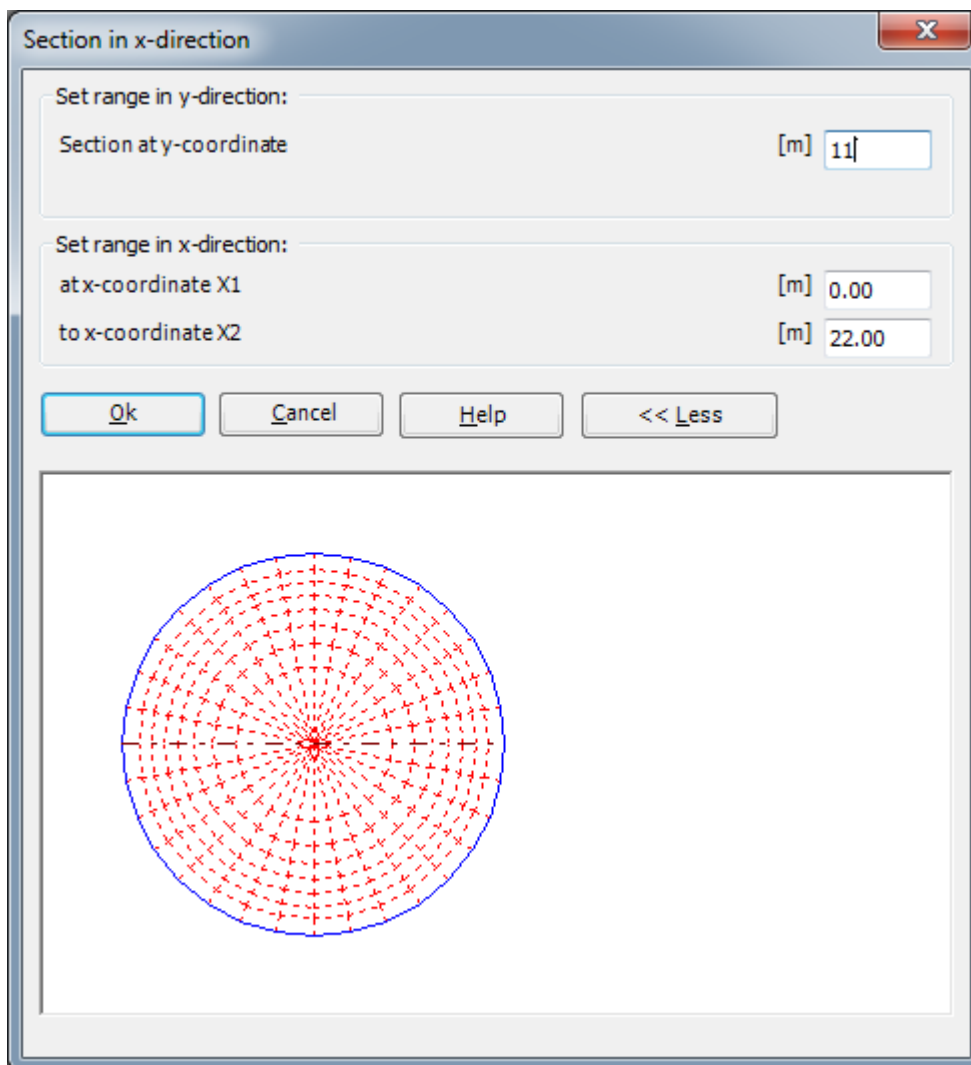 Section in x-direction
Set range in y-direction:
Section at y-coordinate [m] 11
Set range in x-direction:
at x-coordinate X1 [m] 0.00
to x-coordinate X2 [m] 22.00
Ok Cancel Help << Less